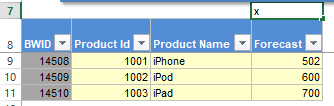 7 x
8 BWID Product Id Product Name Forecast
9 14508 1001 iPhone 502
10 14509 1002 iPod 600
11 14510 1003 iPad 700